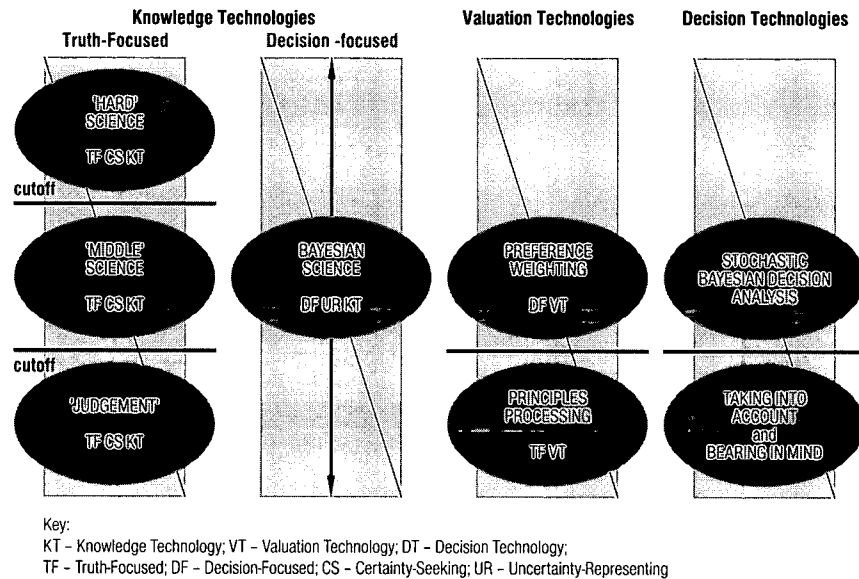 Knowledge Technologies
Valuation Technologies
Decision Technologies
Truth-Focused
Decision -focused
'HARD'
SCIENCE
TF CS KT
cutoff
'MIDDLE'
SCIENCE
TF CS KT
BAYESIAN
SCIENCE
DF UR KT
PREFERENCE
WEIGHTING
DF VT
STOCHASTIC
BAYESIAN DECISION
ANALYSIS
cutoff
'JUDGEMENT'
TF CS KT
PRINCIPLES
PROCESSING
TF VT
TAKING INTO
ACCOUNT
and
BEARING IN MIND
Key:
KT – Knowledge Technology; VT – Valuation Technology; DT – Decision Technology;
TF – Truth-Focused; DF – Decision-Focused; CS – Certainty-Seeking; UR – Uncertainty-Representing